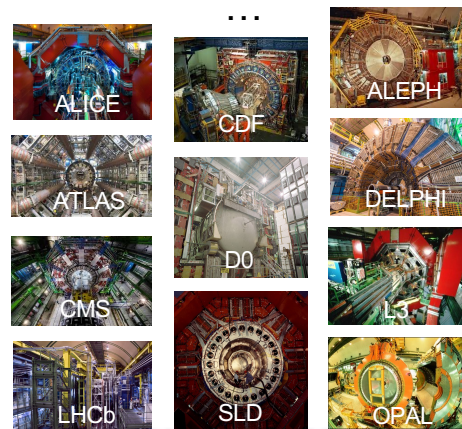 ...
ALICE
ATLAS
CMS
LHCb
CDF
D0
SLD
ALEPH
DELPHI
L3
OPAL